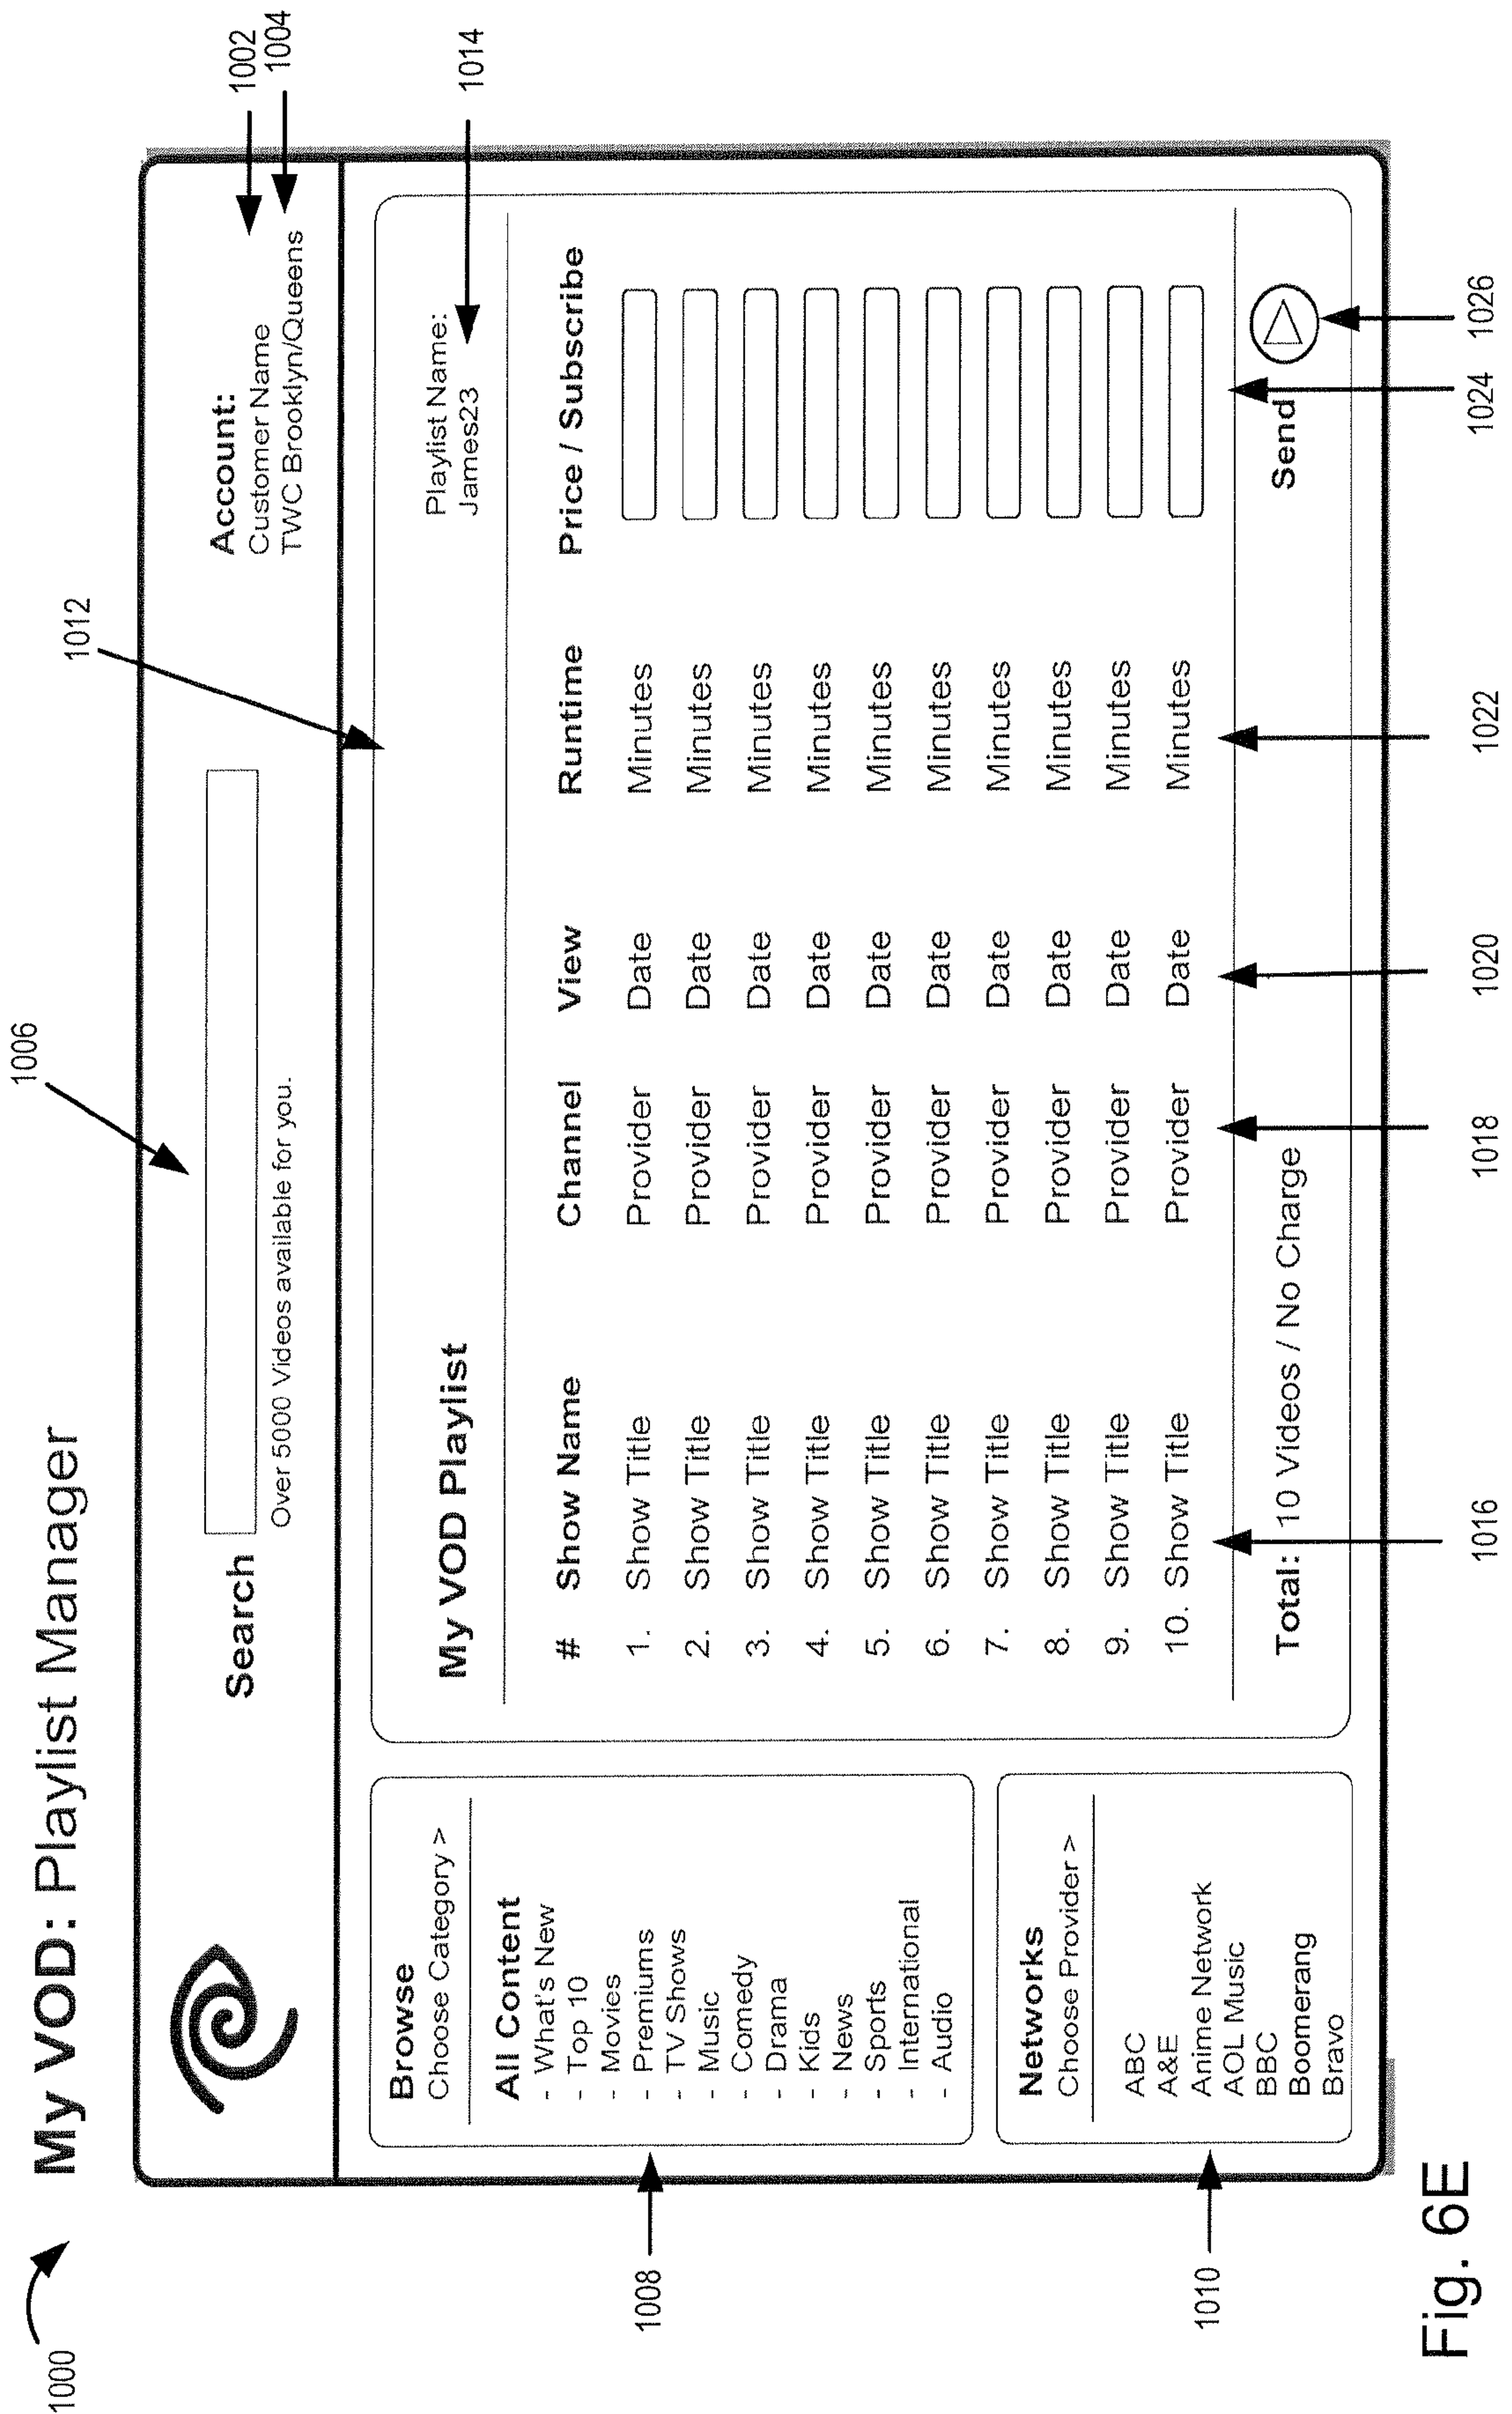 1000
My VOD: Playlist Manager
1006
1012
1002
1004
1014
Search
Over 5000 Videos available for you.
Account:
Customer Name
TWC Brooklyn/Queens
Browse
Choose Category >
All Content
- What's New
- Top 10
- Movies
- Premiums
- TV Shows
- Music
- Comedy
- Drama
- Kids
- News
- Sports
- International
- Audio
1008
Networks
Choose Provider >
ABC
A&E
Anime Network
AOL Music
BBC
Boomerang
Bravo
1010
My VOD Playlist
Playlist Name:
James23
# Show Name Channel View Runtime Price / Subscribe
1. Show Title Provider Date Minutes
2. Show Title Provider Date Minutes
3. Show Title Provider Date Minutes
4. Show Title Provider Date Minutes
5. Show Title Provider Date Minutes
6. Show Title Provider Date Minutes
7. Show Title Provider Date Minutes
8. Show Title Provider Date Minutes
9. Show Title Provider Date Minutes
10. Show Title Provider Date Minutes
Total: 10 Videos / No Charge
Send
1016
1018
1020
1022
1024
1026
Fig. 6E